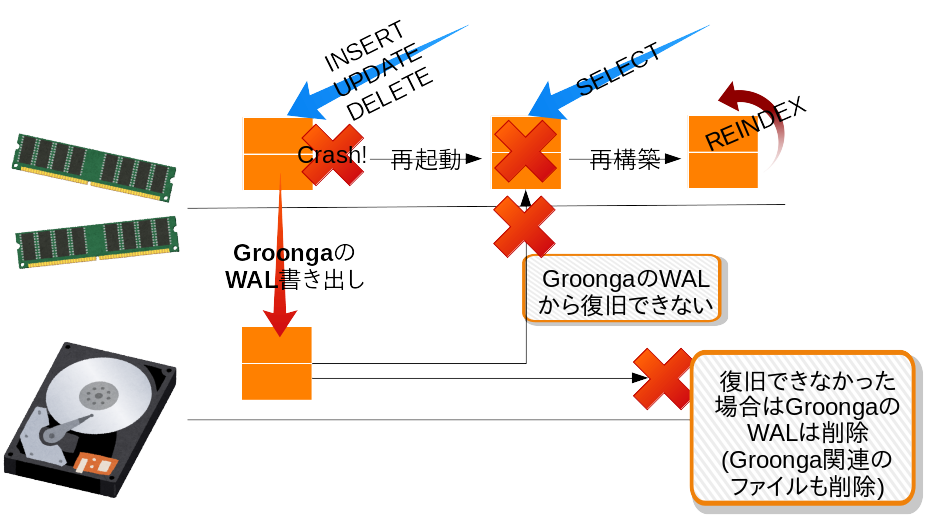 INSERT
UPDATE
DELETE
SELECT
REINDEX
Crash!
再起動
再構築
Groongaの
WAL書き出し
GroongaのWAL
から復旧できない
復旧できなかった
場合はGroongaの
WALは削除
(Groonga関連の
ファイルも削除)